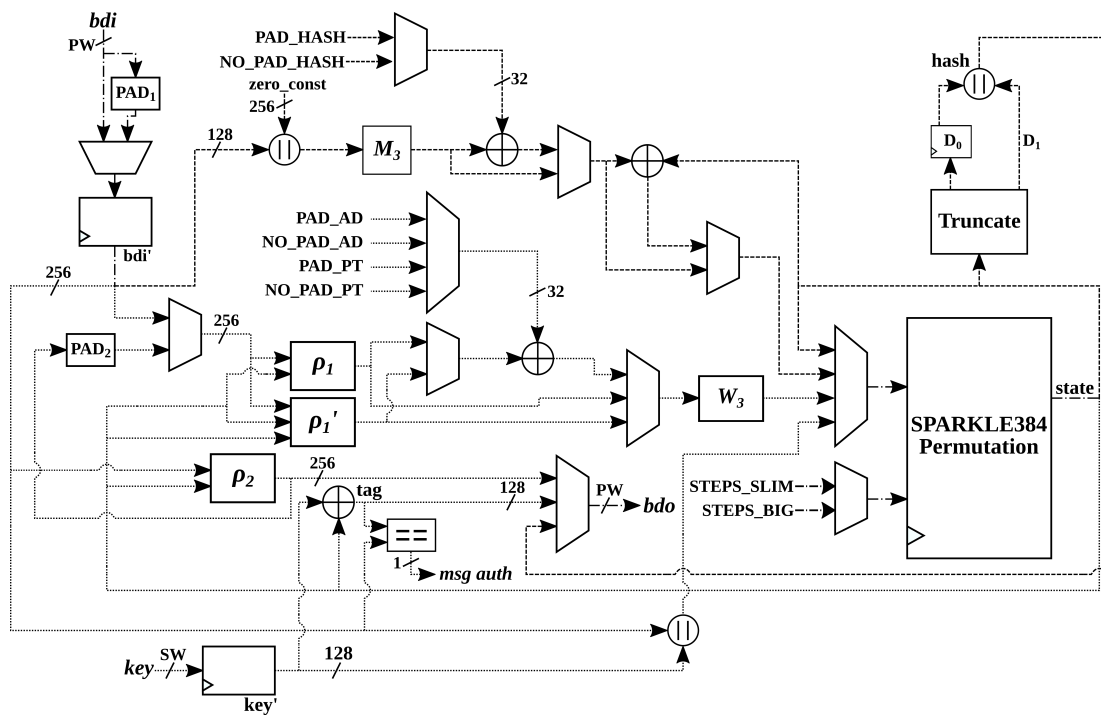 bdi
PW
PAD1
bdi'
PAD_HASH
NO_PAD_HASH
zero_const
256
32
128
||
M3
hash
||
D0
D1
Truncate
PAD_AD
NO_PAD_AD
PAD_PT
NO_PAD_PT
32
256
PAD2
256
ρ1
ρ1'
W3
state
SPARKLE384
Permutation
ρ2
256
tag
128
PW
bdo
STEPS_SLIM
STEPS_BIG
==
1
msg auth
||
key
SW
128
key'